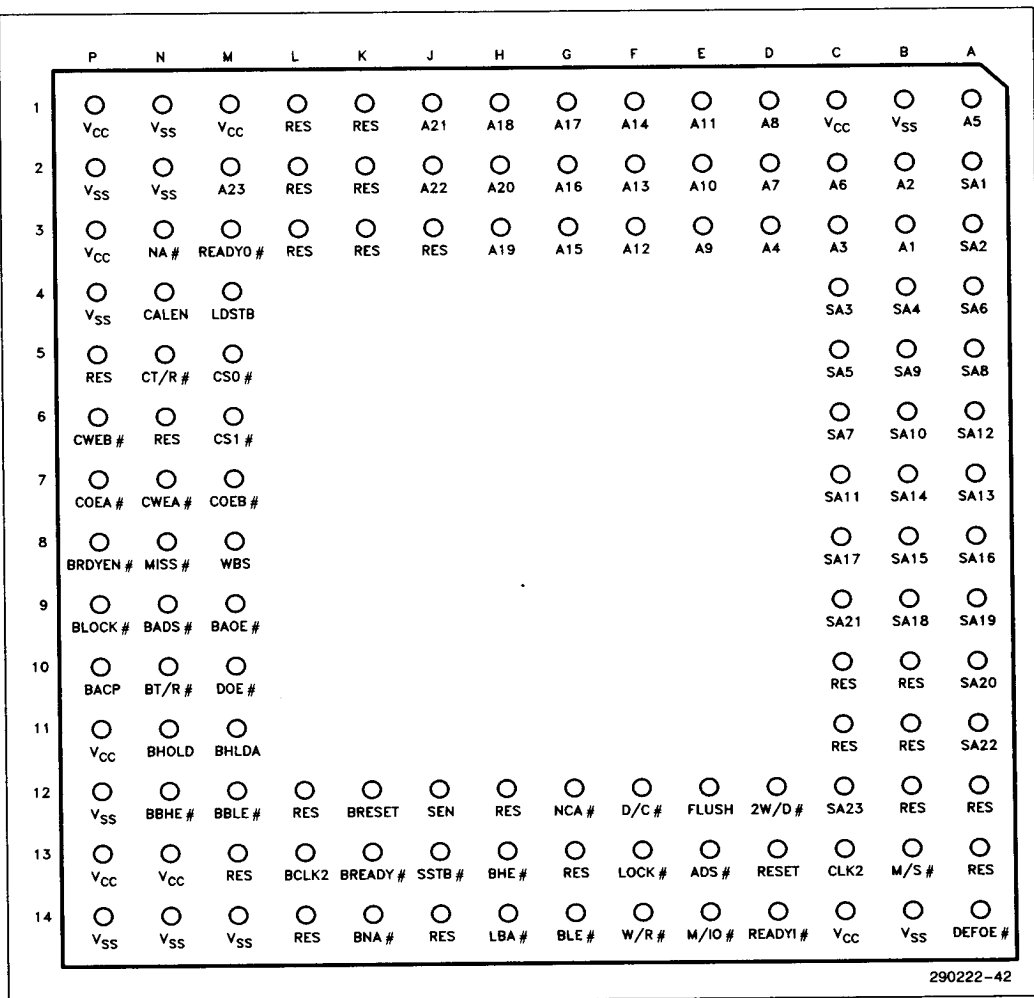 P N M L K J H G F E D C B A
1
VCC VSS VCC RES RES A21 A18 A17 A14 A11 A8 VCC VSS A5
2
VSS VSS A23 RES RES A22 A20 A16 A13 A10 A7 A6 A2 SA1
3
VCC NA# READY0# RES RES RES A19 A15 A12 A9 A4 A3 A1 SA2
4
VSS CALEN LDSTB SA3 SA4 SA6
5
RES CT/R# CS0# SA5 SA9 SA8
6
CWEB# RES CS1# SA7 SA10 SA12
7
COEA# CWEA# COEB# SA11 SA14 SA13
8
BRDYEN# MISS# WBS SA17 SA15 SA16
9
BLOCK# BADS# BAOE# SA21 SA18 SA19
10
BACP BT/R# DOE# RES RES SA20
11
VCC BHOLD BHLDA RES RES SA22
12
VSS BBHE# BBLE# RES BRESET SEN RES NCA# D/C# FLUSH 2W/D# SA23 RES RES
13
VCC VCC RES BCLK2 BREADY# SSTB# BHE# RES LOCK# ADS# RESET CLK2 M/S# RES
14
VSS VSS VSS RES BNA# RES LBA# BLE# W/R# M/IO# READYI# VCC VSS DEFOE#
290222-42